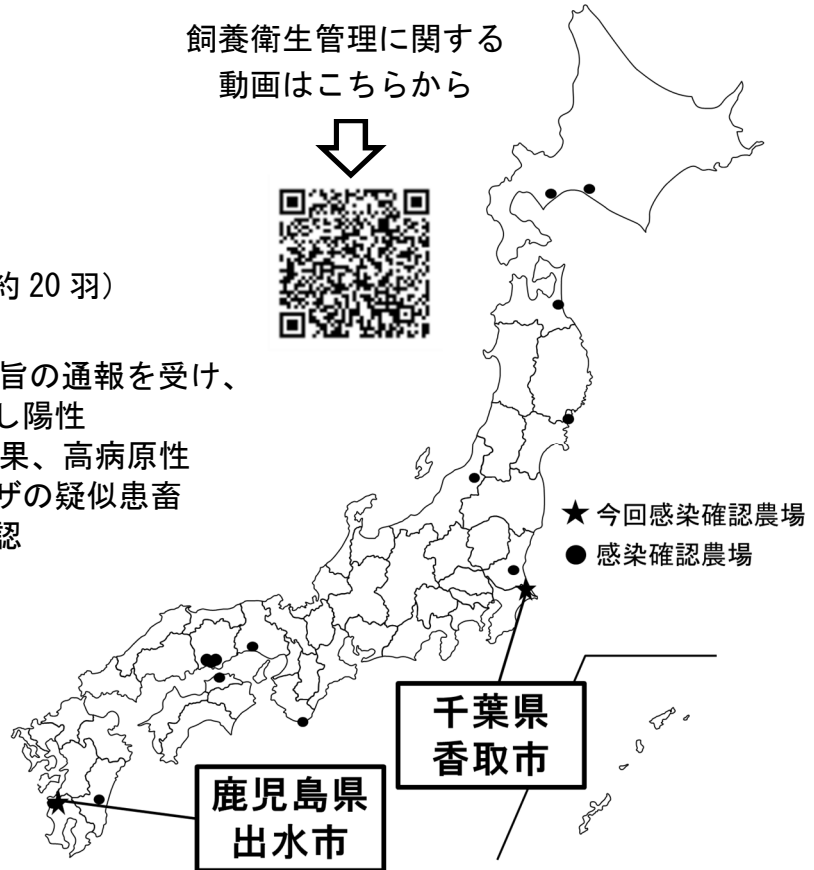 飼養衛生管理に関する
動画はこちらから
約 20 羽）
旨の通報を受け、
し陽性
果、高病原性
ザの疑似患畜
認
★ 今回感染確認農場
● 感染確認農場
千葉県
香取市
鹿児島県
出水市